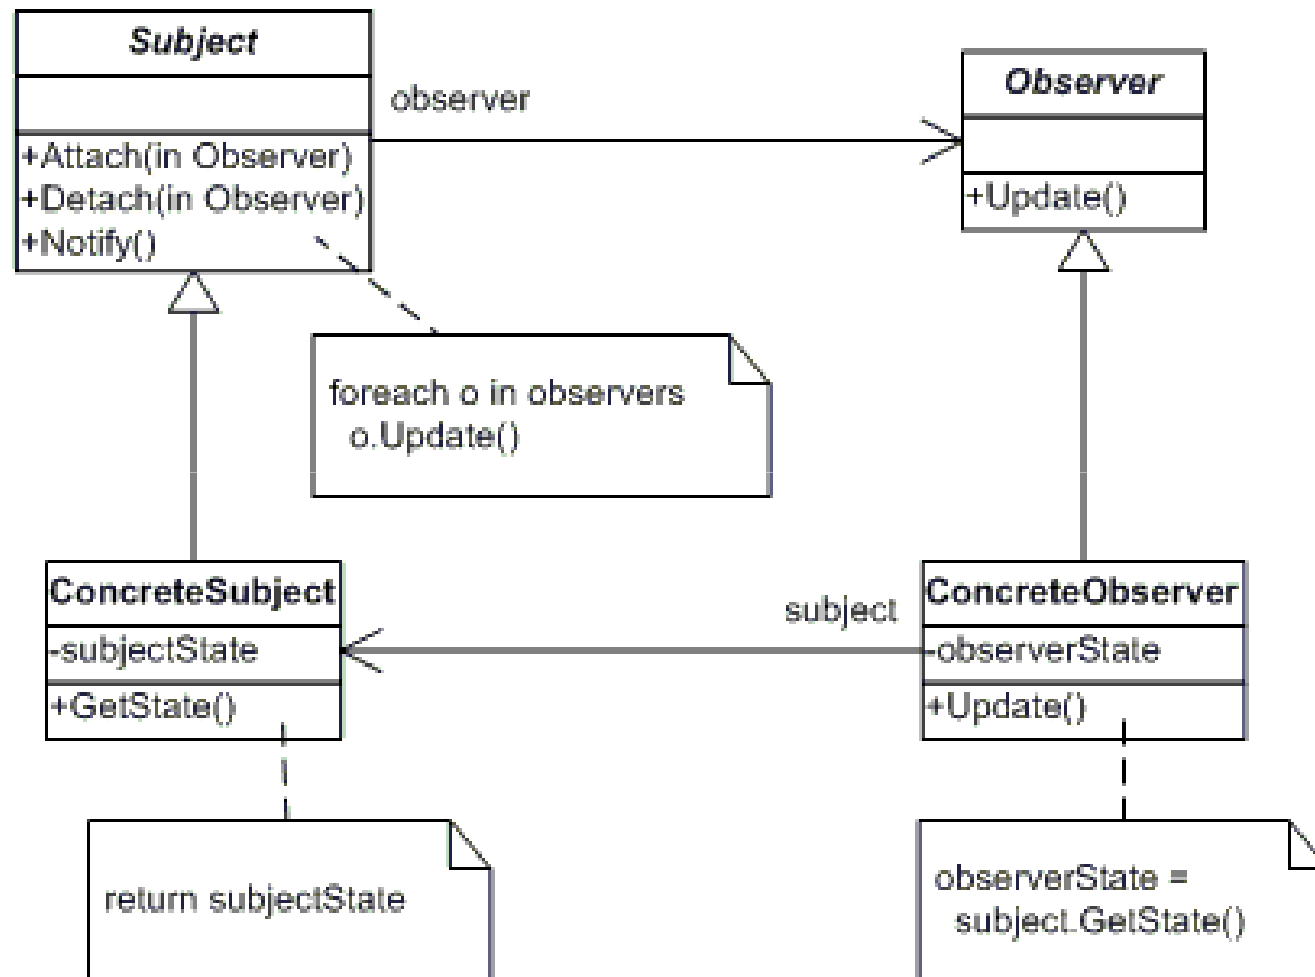 Subject
+Attach(in Observer)
+Detach(in Observer)
+Notify()
observer
Observer
+Update()
foreach o in observers
o.Update()
ConcreteSubject
-subjectState
+GetState()
subject
ConcreteObserver
-observerState
+Update()
return subjectState
observerState =
subject.GetState()